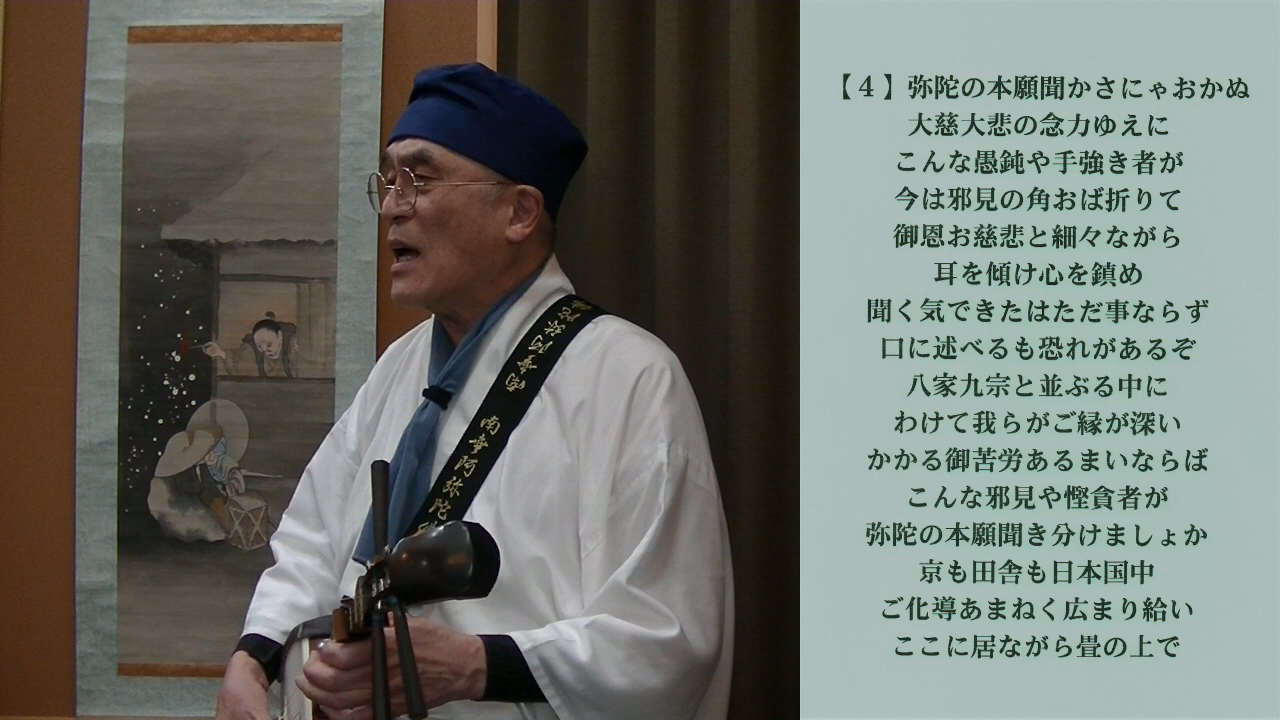 南無阿弥陀
南無阿弥陀
【４】弥陀の本願聞かさにゃおかぬ
大慈大悲の念力ゆえに
こんな愚鈍や手強き者が
今は邪見の角おば折りて
御恩お慈悲と細々ながら
耳を傾け心を鎮め
聞く気できたはただ事ならず
口に述べるも恐れがあるぞ
八家九宗と並ぶる中に
わけて我らがご縁が深い
かかる御苦労あるまいならば
こんな邪見や慳貪者が
弥陀の本願聞き分けましょか
京も田舎も日本国中
ご化導あまねく広まり給い
ここに居ながら畳の上で